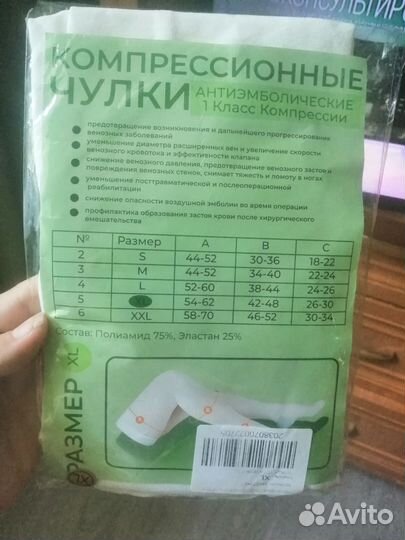 КОНСУЛЬТИРО
КОМПРЕССИОННЫЕ
ЧУЛКИ АНТИЭМБОЛИЧЕСКИЕ
1 Класс Компрессии
предотвращение возникновения и дальнейшего прогрессирования
венозных заболеваний
уменьшение диаметра расширенных вен и увеличение скорости
венозного кровотока и эффективности клапана
снижение венозного давления, предотвращение венозного застоя и
повреждения венозных стенок, снимает тяжесть и ломоту в ногах
уменьшение посттравматической и послеоперационной
реабилитации
снижение опасности воздушной эмболии во время операции
профилактика образования застоя крови после хирургического
вмешательства
№ Размер A B C
2 S 44-52 30-36 18-22
3 M 44-52 34-40 22-24
4 L 52-60 38-44 24-26
5 XL 54-62 42-48 26-30
6 XXL 58-70 46-52 30-34
Состав: Полиамид 75%, Эластан 25%
РАЗМЕР XL
XL
Avito